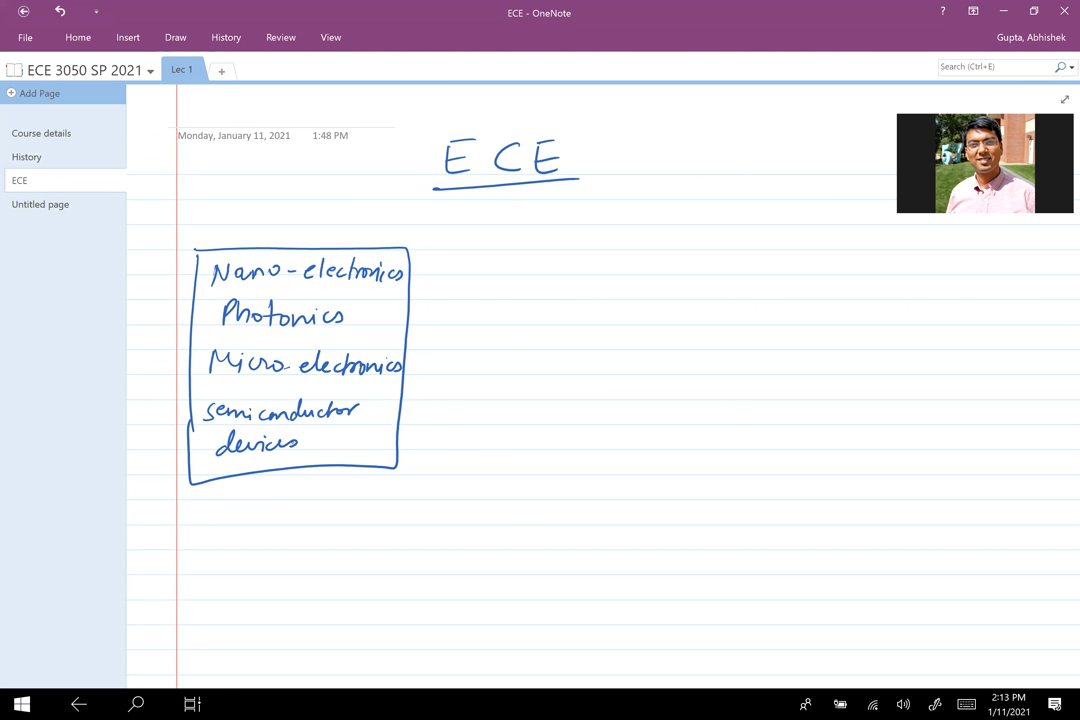 ECE - OneNote
?
File Home Insert Draw History Review View
Gupta, Abhishek
ECE 3050 SP 2021
Lec 1
+
Search (Ctrl+E)
Add Page
Course details
History
ECE
Untitled page
Monday, January 11, 2021 1:48 PM
E C E
Nano-electronics
Photonics
Micro-electronics
semiconductor
devices
2:13 PM
1/11/2021